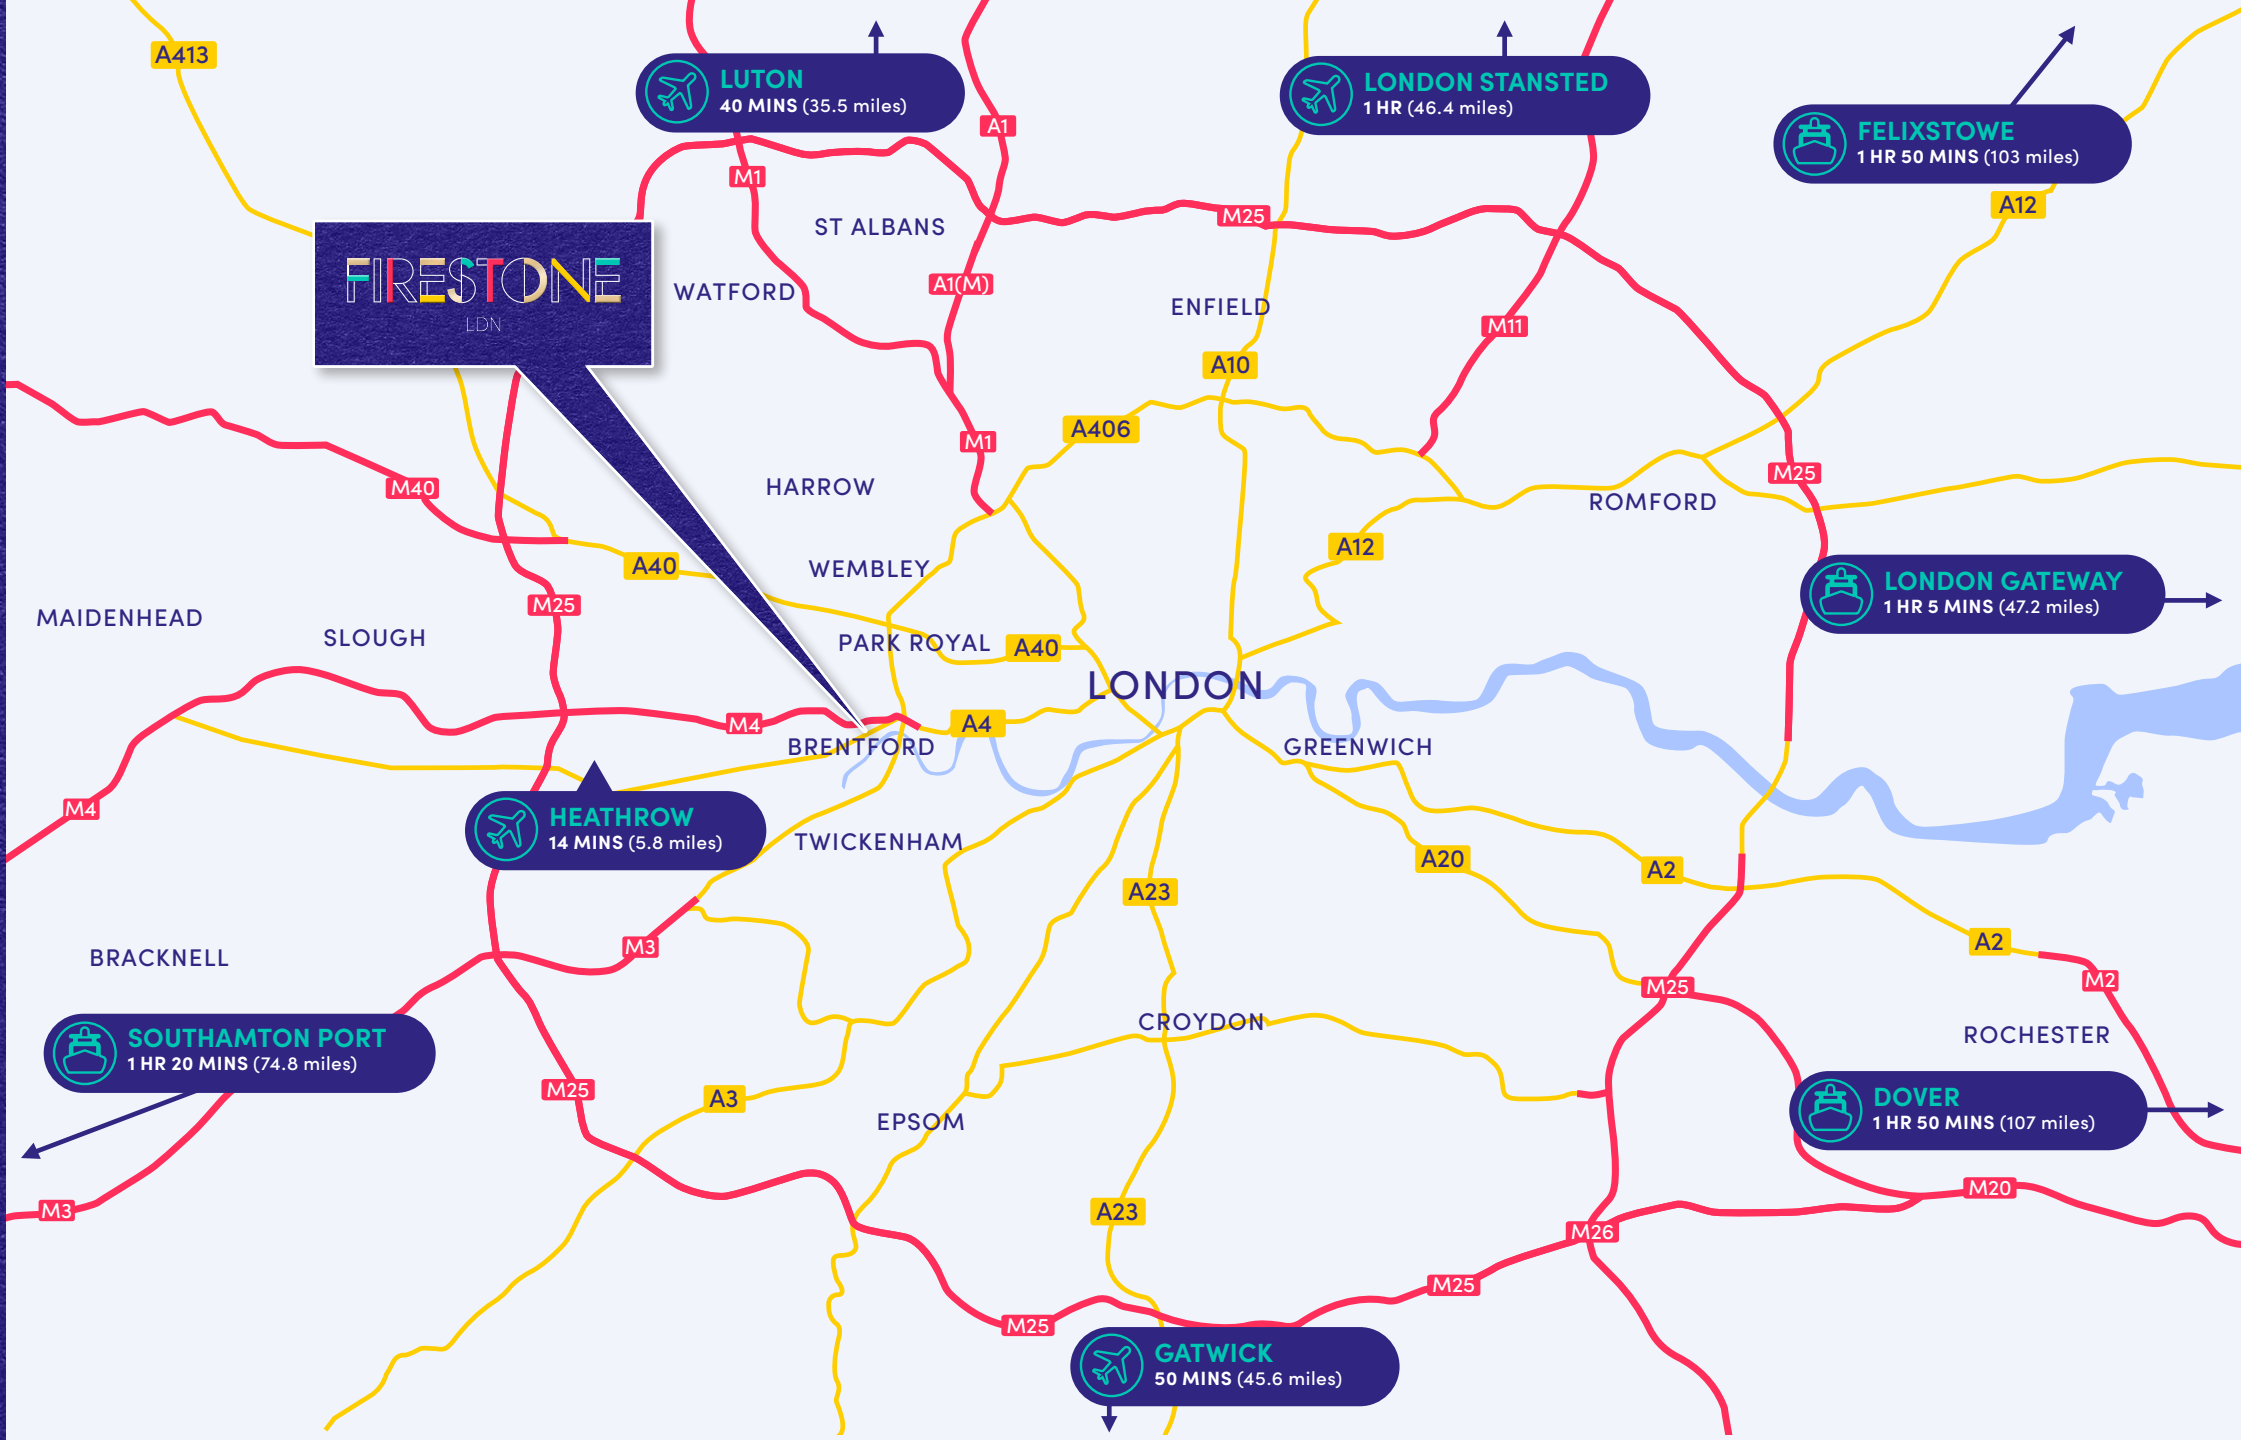 A413
LUTON
40 MINS (35.5 miles)
LONDON STANSTED
1 HR (46.4 miles)
FELIXSTOWE
1 HR 50 MINS (103 miles)
A1
M1
A12
M25
ST ALBANS
FIRESTONE
LDN
WATFORD
A1(M)
ENFIELD
M11
A10
A406
M1
M25
HARROW
M40
ROMFORD
A12
WEMBLEY
A40
LONDON GATEWAY
1 HR 5 MINS (47.2 miles)
M25
MAIDENHEAD
SLOUGH
PARK ROYAL
A40
LONDON
M4
A4
BRENTFORD
GREENWICH
M4
HEATHROW
14 MINS (5.8 miles)
TWICKENHAM
A20
A2
A23
M3
A2
BRACKNELL
M25
M2
CROYDON
ROCHESTER
SOUTHAMTON PORT
1 HR 20 MINS (74.8 miles)
M25
A3
DOVER
1 HR 50 MINS (107 miles)
EPSOM
M20
M3
A23
M26
M25
M25
GATWICK
50 MINS (45.6 miles)